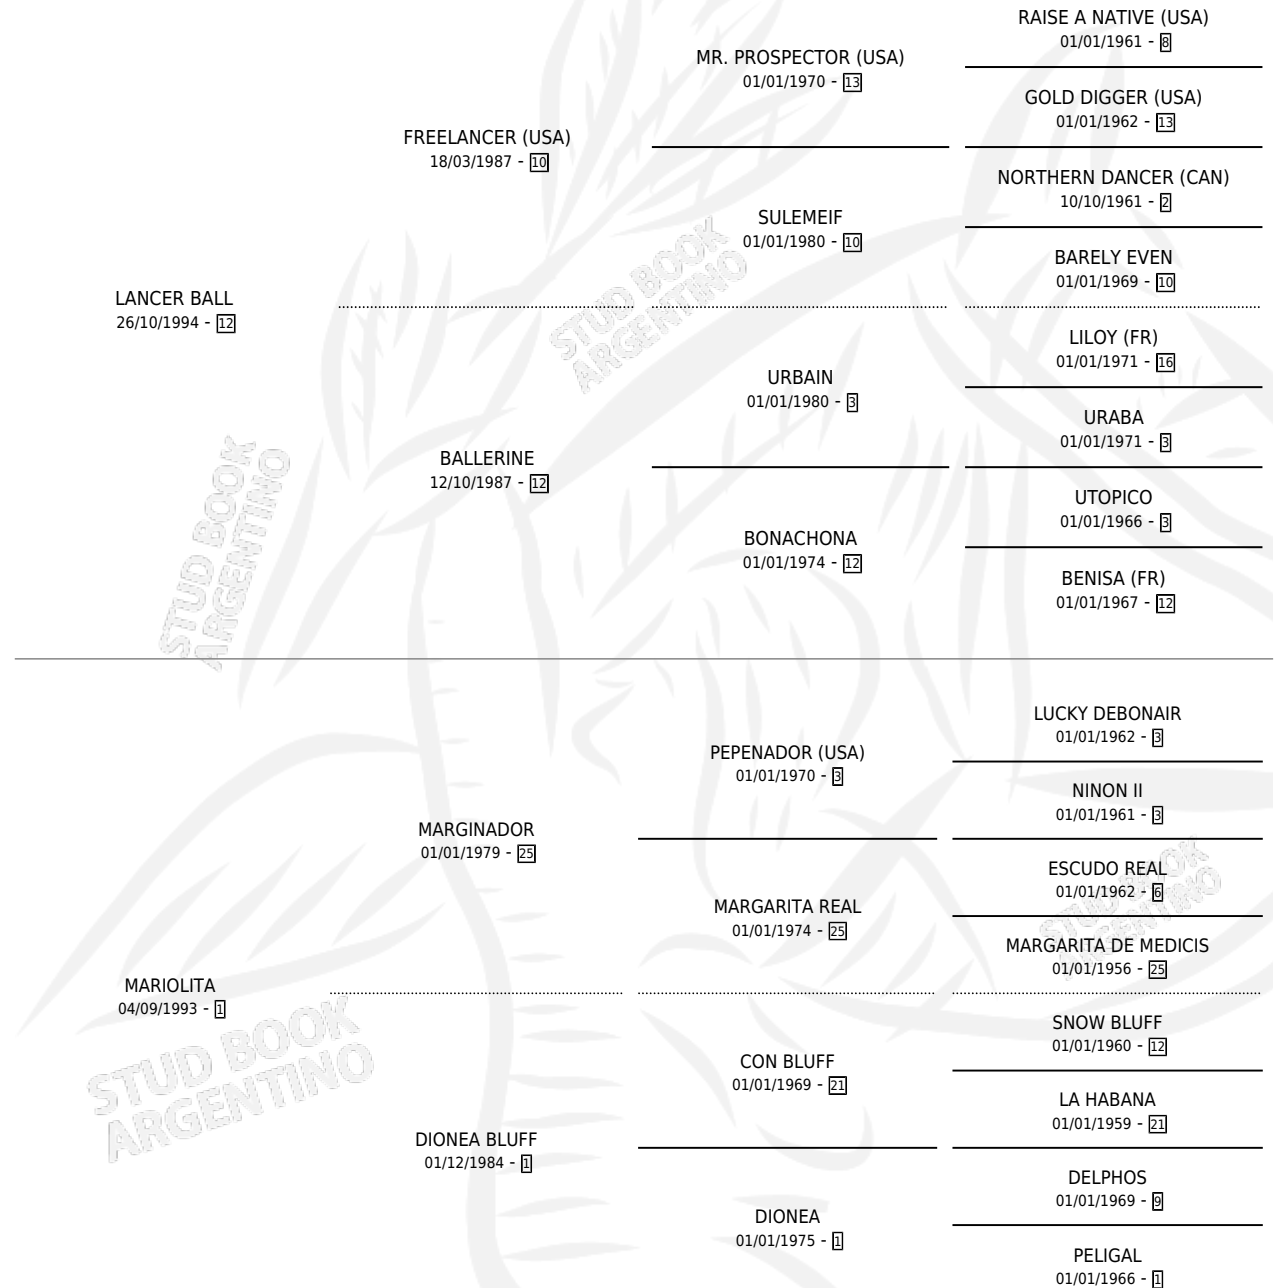 RAISE A NATIVE (USA)
01/01/1961 - 8
MR. PROSPECTOR (USA)
01/01/1970 - 13
GOLD DIGGER (USA)
01/01/1962 - 13
FREELANCER (USA)
18/03/1987 - 10
NORTHERN DANCER (CAN)
10/10/1961 - 2
SULEMEIF
01/01/1980 - 10
BARELY EVEN
01/01/1969 - 10
LANCER BALL
26/10/1994 - 12
LILOY (FR)
01/01/1971 - 16
URBAIN
01/01/1980 - 3
URABA
01/01/1971 - 3
BALLERINE
12/10/1987 - 12
UTOPICO
01/01/1966 - 3
BONACHONA
01/01/1974 - 12
BENISA (FR)
01/01/1967 - 12
STUD BOOK
ARGENTINO
STUD BOOK
ARGENTINO
LUCKY DEBONAIR
01/01/1962 - 3
PEPENADOR (USA)
01/01/1970 - 3
NINON II
01/01/1961 - 3
MARGINADOR
01/01/1979 - 25
ESCUDO REAL
01/01/1962 - 6
MARGARITA REAL
01/01/1974 - 25
MARGARITA DE MEDICIS
01/01/1956 - 25
MARIOLITA
04/09/1993 - 1
SNOW BLUFF
01/01/1960 - 12
CON BLUFF
01/01/1969 - 21
LA HABANA
01/01/1959 - 21
DIONEA BLUFF
01/12/1984 - 1
DELPHOS
01/01/1969 - 9
DIONEA
01/01/1975 - 1
PELIGAL
01/01/1966 - 1
STUD BOOK
ARGENTINO
STUD BOOK
ARGENTINO